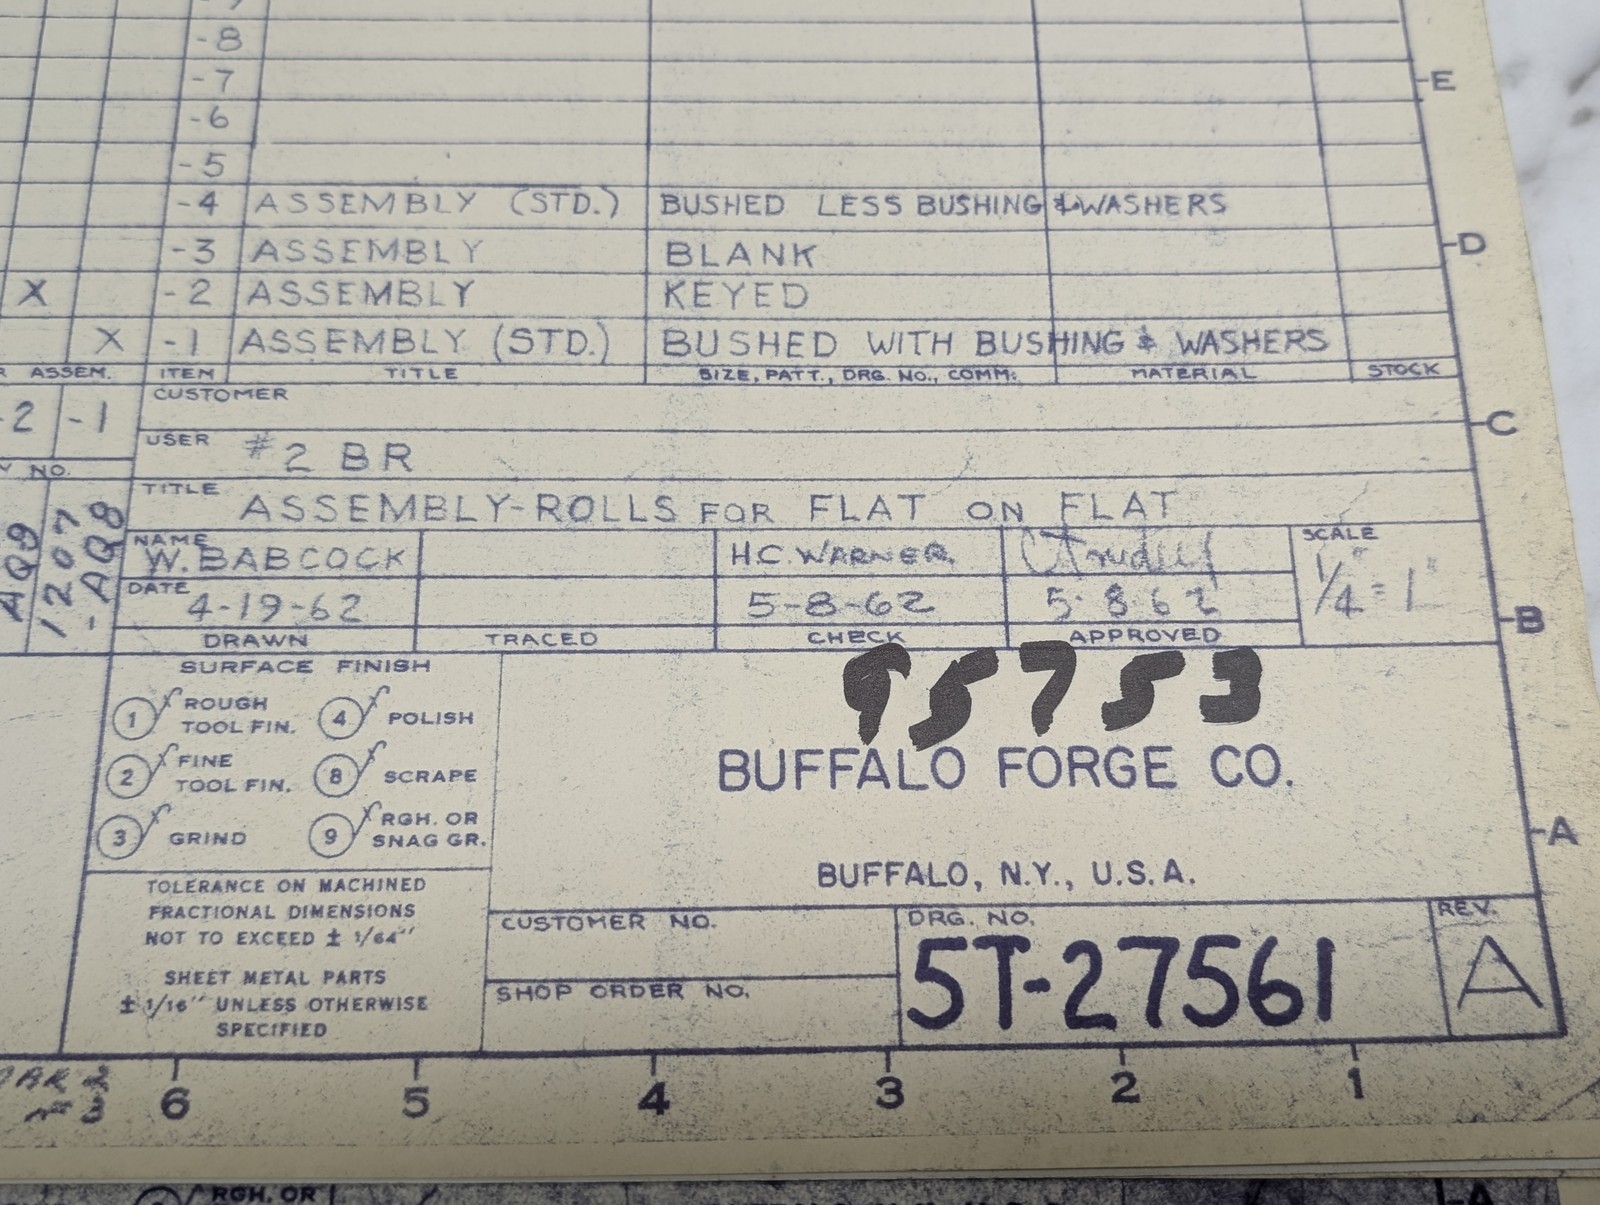 -8
-7
E
-6
-5
-4 ASSEMBLY (STD.) BUSHED LESS BUSHING & WASHERS
-3 ASSEMBLY BLANK
D
X -2 ASSEMBLY KEYED
X -1 ASSEMBLY (STD.) BUSHED WITH BUSHING & WASHERS
ASSEM. ITEM TITLE SIZE, PATT., DRG. NO., COMM. MATERIAL STOCK
-2 -1
CUSTOMER
C
USER #2 BR
NO.
TITLE ASSEMBLY-ROLLS FOR FLAT ON FLAT
AQ9
1207
-AQ8
NAME W. BABCOCK H.C. WARNER
SCALE
1/4" = 1"
DATE 4-19-62 5-8-62 5-8-62
B
DRAWN TRACED CHECK APPROVED
SURFACE FINISH
1 ROUGH TOOL FIN. 4 POLISH
2 FINE TOOL FIN. 8 SCRAPE
3 GRIND 9 RGH. OR SNAG GR.
95753
BUFFALO FORGE CO.
A
BUFFALO, N.Y., U.S.A.
TOLERANCE ON MACHINED
FRACTIONAL DIMENSIONS
NOT TO EXCEED ± 1/64"
SHEET METAL PARTS
± 1/16" UNLESS OTHERWISE
SPECIFIED
CUSTOMER NO.
SHOP ORDER NO.
DRG. NO.
5T-27561
REV.
A
6 5 4 3 2 1
RGH. OR
A